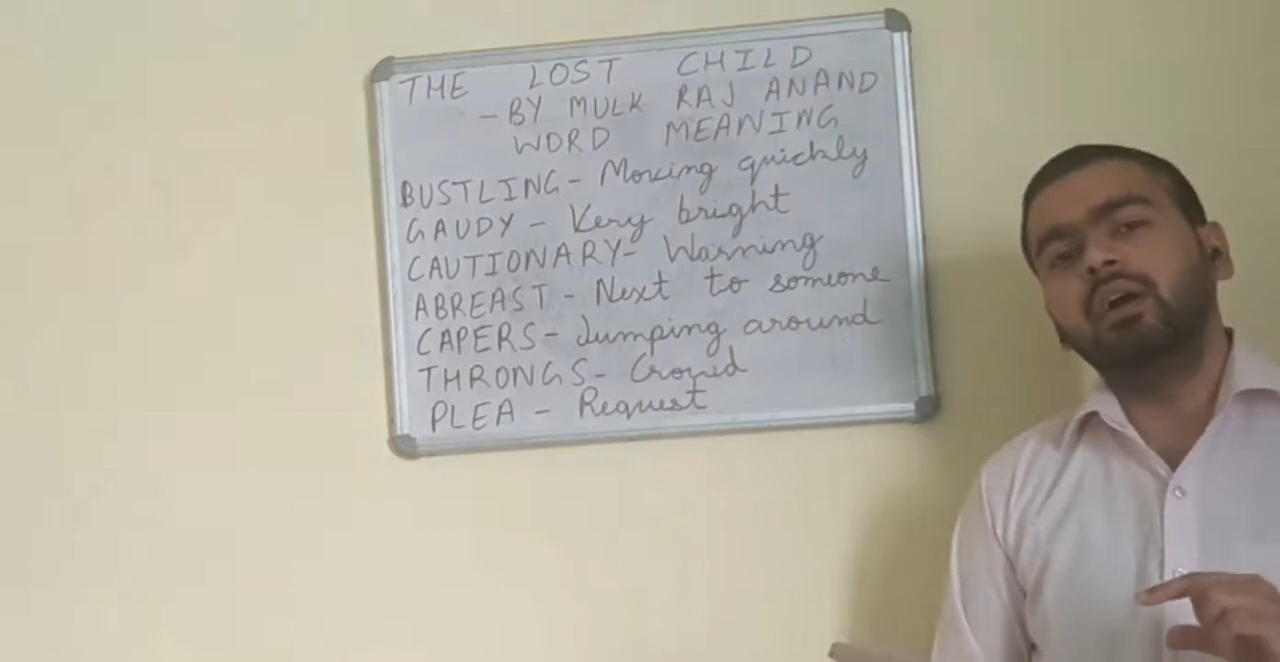 THE LOST CHILD
-BY MULK RAJ ANAND
WORD MEANING
BUSTLING- Moving quickly
GAUDY - Very bright
CAUTIONARY- Warning
ABREAST - Next to someone
CAPERS- Jumping around
THRONGS- Crowd
PLEA - Request